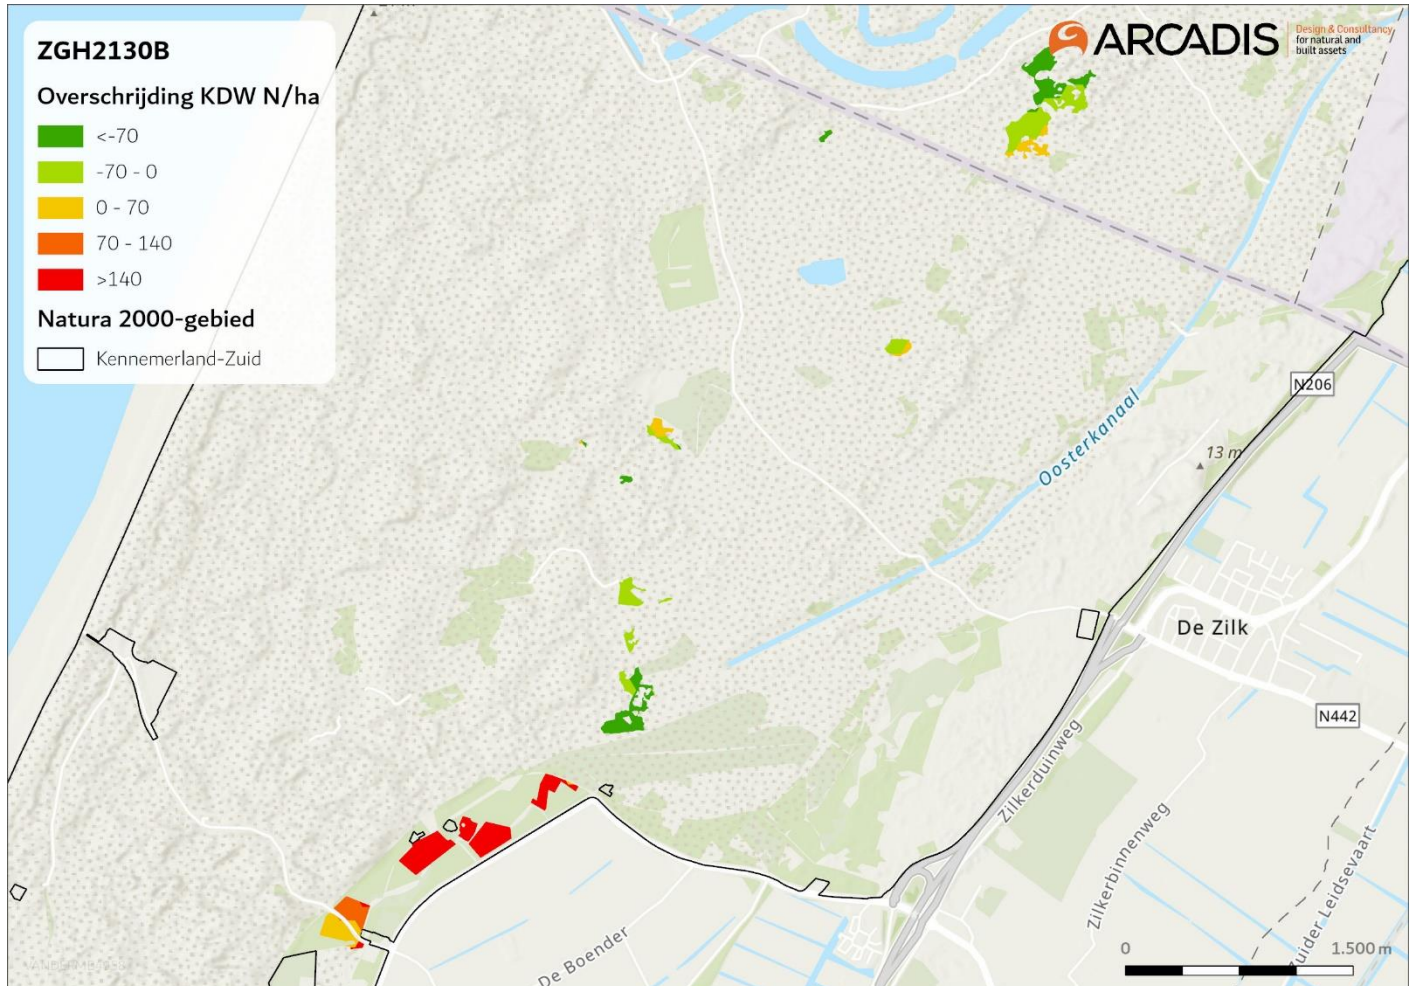 ZGH2130B
Overschrijding KDW N/ha
<-70
-70 - 0
0 - 70
70 - 140
>140
Natura 2000-gebied
Kennemerland-Zuid
ARCADIS
Design & Consultancy
for natural and
built assets
N206
Oosterkanaal
13 m
De Zilk
N442
Zilkerduinweg
Zilkerbinnenweg
Zuider Leidsevaart
De Boender
0
1.500 m